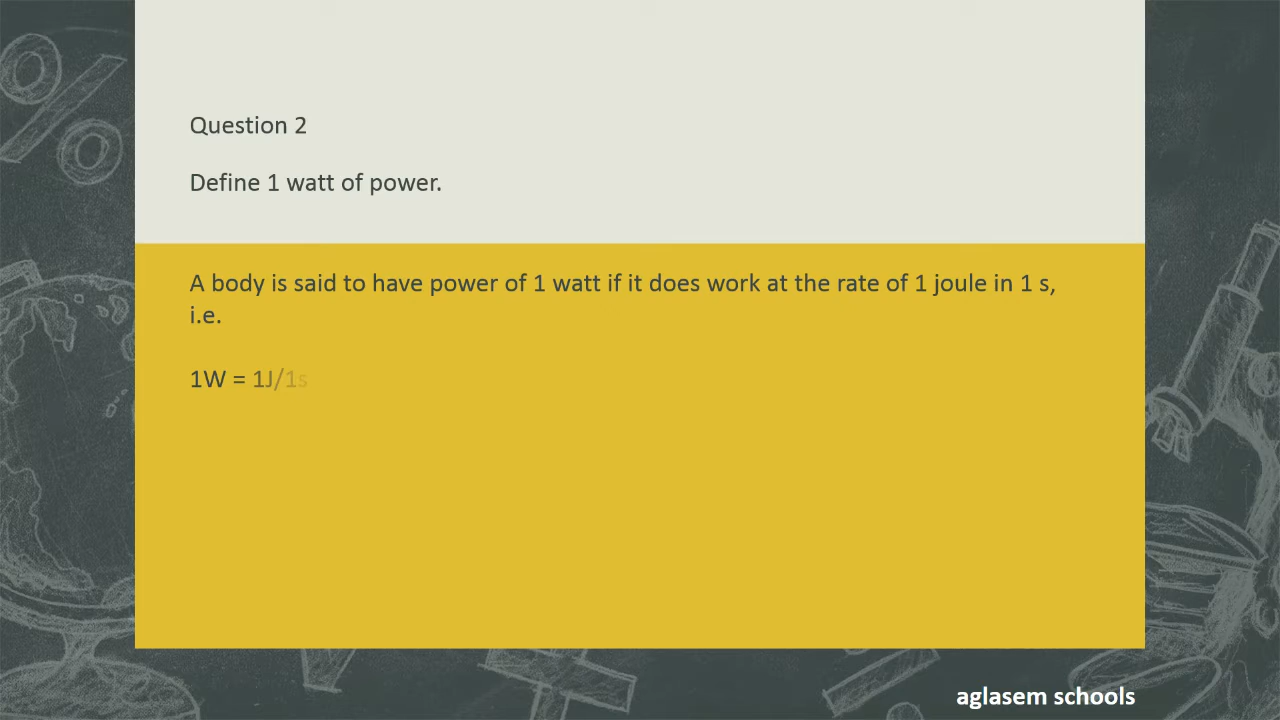 Question 2
Define 1 watt of power.
A body is said to have power of 1 watt if it does work at the rate of 1 joule in 1 s,
i.e.
1W = 1J/1s
aglasem schools